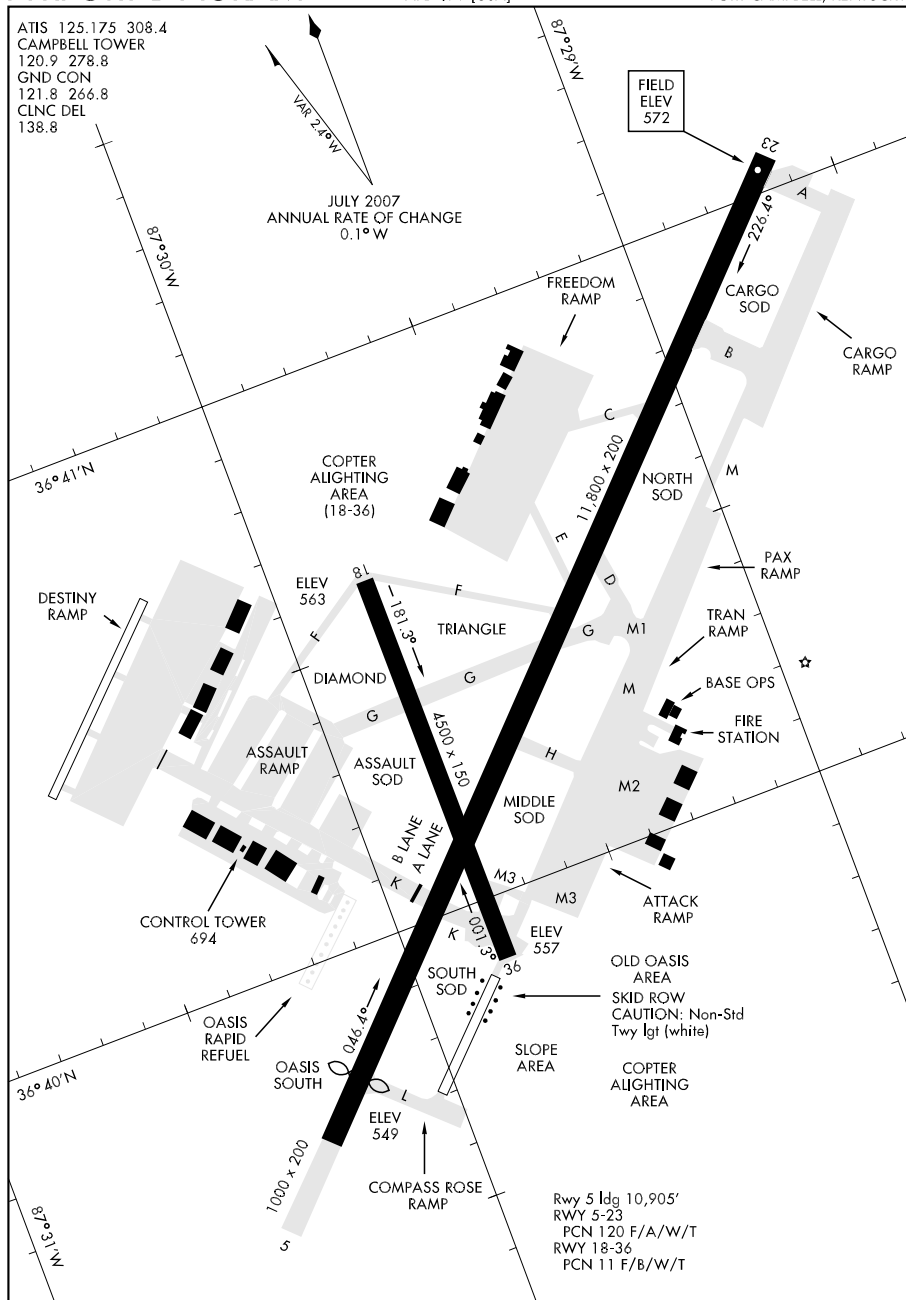 ATIS 125.175 308.4
CAMPBELL TOWER
120.9 278.8
GND CON
121.8 266.8
CLNC DEL
138.8
VAR 2.4° W
JULY 2007
ANNUAL RATE OF CHANGE
0.1° W
87°29'W
FIELD
ELEV
572
23
A
226.4°
87°30'W
CARGO
SOD
FREEDOM
RAMP
B
CARGO
RAMP
C
11,800 x 200
36°41'N
COPTER
ALIGHTING
AREA
(18-36)
NORTH
SOD
M
E
PAX
RAMP
D
ELEV
563
18
DESTINY
RAMP
F
F
181.3°
TRIANGLE
G
M1
TRAN
RAMP
DIAMOND
G
G
M
BASE OPS
FIRE
STATION
ASSAULT
RAMP
ASSAULT
SOD
4500 x 150
H
M2
MIDDLE
SOD
B LANE
A LANE
K
M3
M3
ATTACK
RAMP
CONTROL TOWER
694
K
001.3°
ELEV
557
36
SOUTH
SOD
OLD OASIS
AREA
SKID ROW
CAUTION: Non-Std
Twy lgt (white)
OASIS
RAPID
REFUEL
046.4°
SLOPE
AREA
COPTER
ALIGHTING
AREA
36°40'N
OASIS
SOUTH
L
ELEV
549
1000 x 200
COMPASS ROSE
RAMP
5
87°31'W
Rwy 5 ldg 10,905'
RWY 5-23
PCN 120 F/A/W/T
RWY 18-36
PCN 11 F/B/W/T